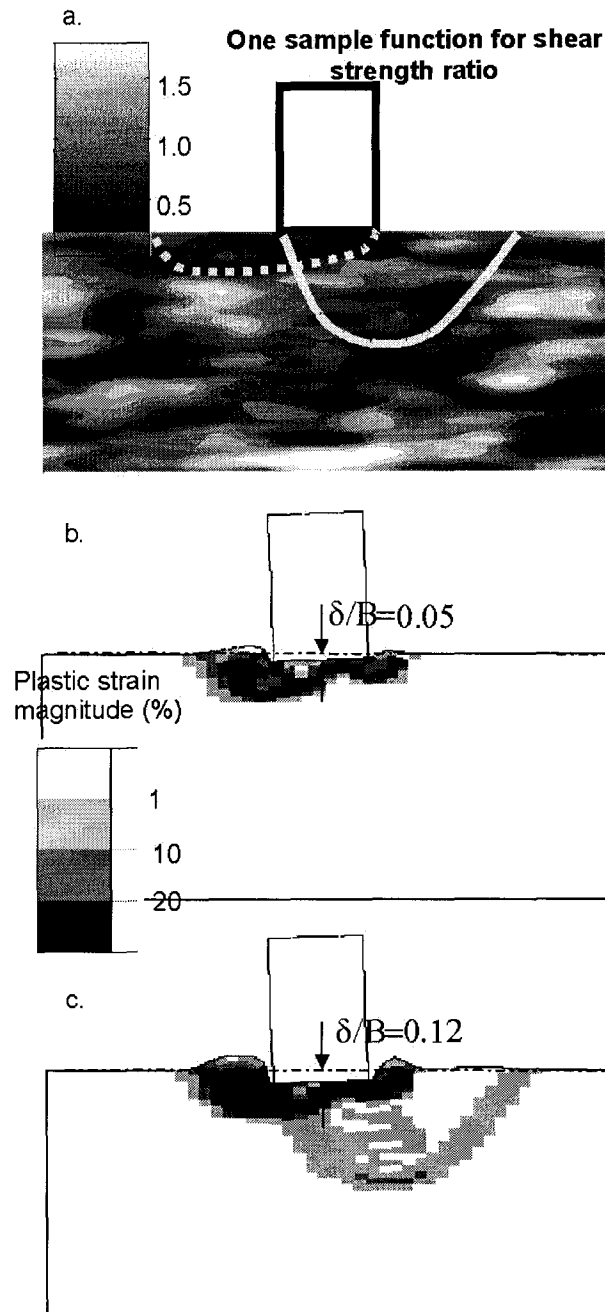 a.
One sample function for shear
strength ratio
1.5
1.0
0.5
b.
δ/B=0.05
Plastic strain
magnitude (%)
1
10
20
c.
δ/B=0.12